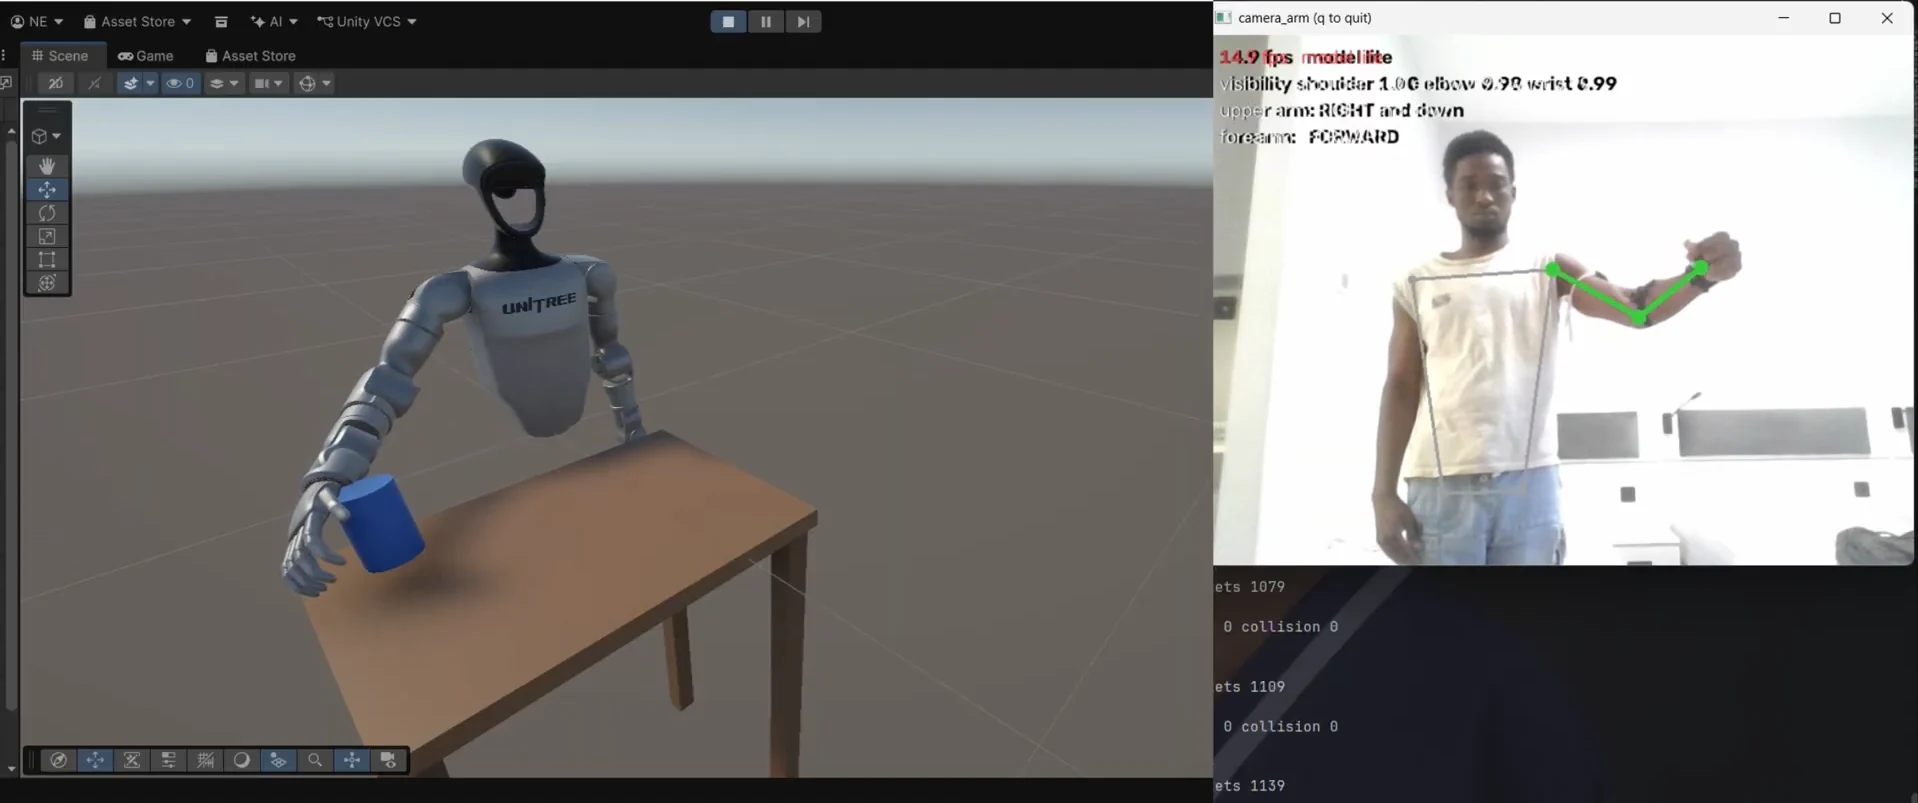 NE Asset Store AI Unity VCS
Scene Game Asset Store
2D 0
UNITREE
camera_arm (q to quit)
14.9 fps model lite
visibility shoulder 1.00 elbow 0.98 wrist 0.99
upper arm: RIGHT and down
forearm: FORWARD
ets 1079
0 collision 0
ets 1109
0 collision 0
ets 1139